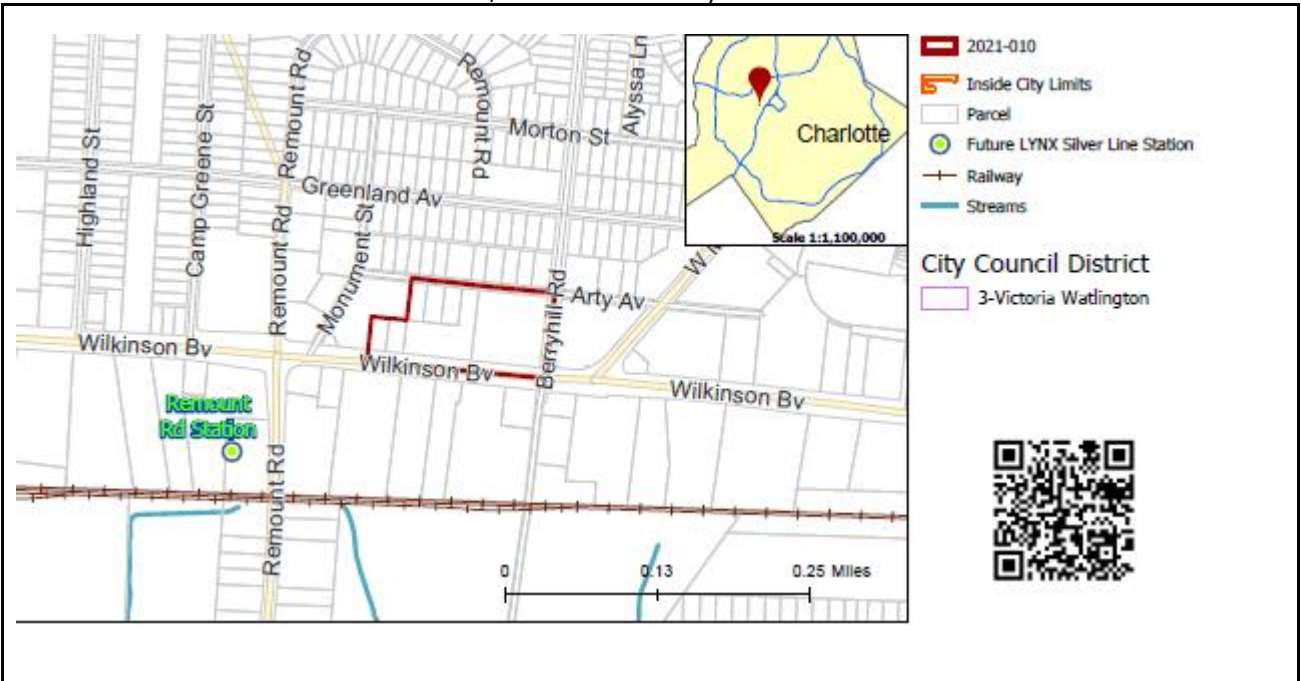 2021-010
Inside City Limits
Parcel
Future LYNX Silver Line Station
Railway
Streams
City Council District
3-Victoria Watlington
Charlotte
Scale 1:1,100,000
Highland St
Camp Greene St
Remount Rd
Remount Rd
Remount Rd
Morton St
Alyssa Ln
Greenland Av
Monument St
Remount Rd
Berryhill Rd
Arty Av
Wilkinson Bv
Wilkinson Bv
Wilkinson Bv
Remount
Rd Station
Remount Rd
0 0.13 0.25 Miles